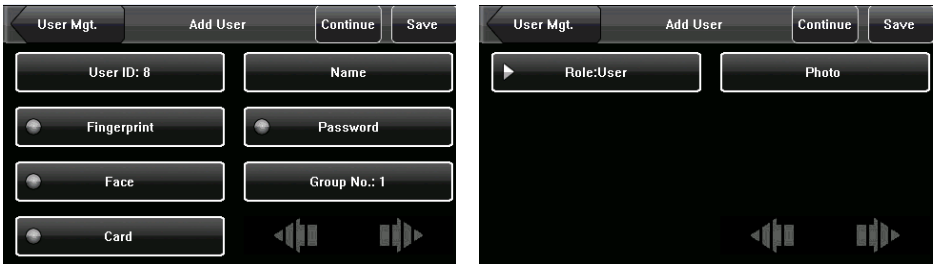 User Mgt. Add User Continue Save
User ID: 8 Name
Fingerprint Password
Face Group No.: 1
Card
User Mgt. Add User Continue Save
Role:User Photo